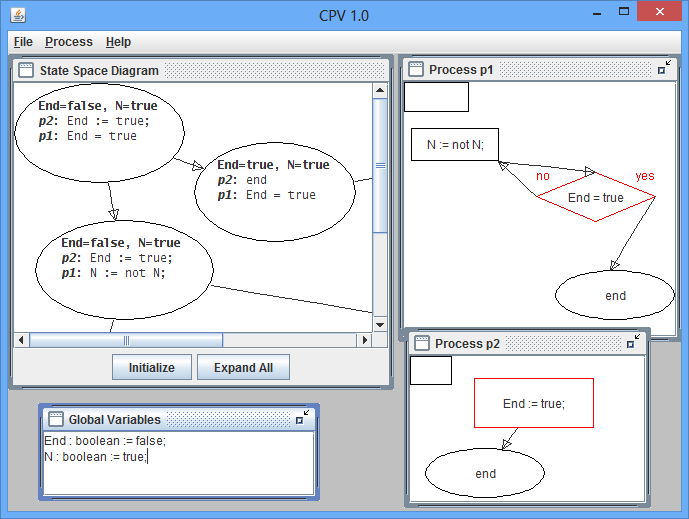 CPV 1.0
File Process Help
State Space Diagram
End=false, N=true
p2: End := true;
p1: End = true
End=true, N=true
p2: end
p1: End = true
End=false, N=true
p2: End := true;
p1: N := not N;
Initialize
Expand All
Process p1
N := not N;
no
yes
End = true
end
Process p2
End := true;
end
Global Variables
End : boolean := false;
N : boolean := true;